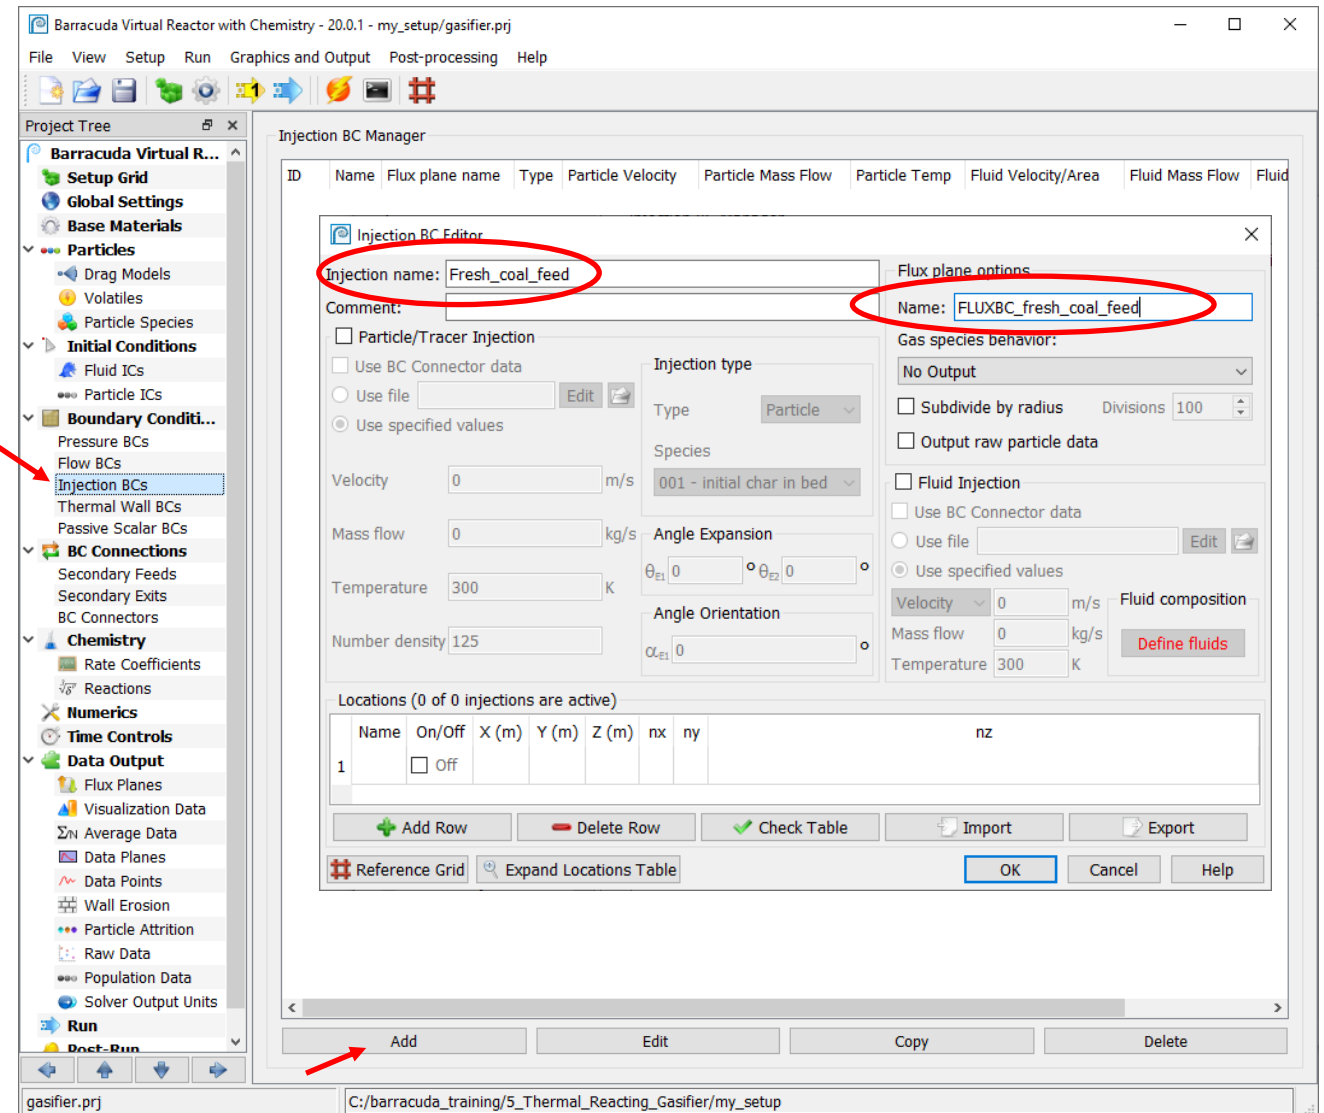 Barracuda Virtual Reactor with Chemistry - 20.0.1 - my_setup/gasifier.prj
File View Setup Run Graphics and Output Post-processing Help
1
Project Tree
Barracuda Virtual R...
Setup Grid
Global Settings
Base Materials
Particles
Drag Models
Volatiles
Particle Species
Initial Conditions
Fluid ICs
Particle ICs
Boundary Conditi...
Pressure BCs
Flow BCs
Injection BCs
Thermal Wall BCs
Passive Scalar BCs
BC Connections
Secondary Feeds
Secondary Exits
BC Connectors
Chemistry
Rate Coefficients
Reactions
Numerics
Time Controls
Data Output
Flux Planes
Visualization Data
Average Data
Data Planes
Data Points
Wall Erosion
Particle Attrition
Raw Data
Population Data
Solver Output Units
Run
Post-Run
Injection BC Manager
ID Name Flux plane name Type Particle Velocity Particle Mass Flow Particle Temp Fluid Velocity/Area Fluid Mass Flow Fluid
Injection BC Editor
Injection name: Fresh_coal_feed
Comment:
Particle/Tracer Injection
Use BC Connector data
Use file Edit
Use specified values
Velocity 0 m/s
Mass flow 0 kg/s
Temperature 300 K
Number density 125
Injection type
Type Particle
Species
001 - initial char in bed
Angle Expansion
θE1 0 o θE2 0 o
Angle Orientation
αE1 0 o
Flux plane options
Name: FLUXBC_fresh_coal_feed
Gas species behavior:
No Output
Subdivide by radius Divisions 100
Output raw particle data
Fluid Injection
Use BC Connector data
Use file Edit
Use specified values
Velocity 0 m/s
Mass flow 0 kg/s
Temperature 300 K
Fluid composition
Define fluids
Locations (0 of 0 injections are active)
Name On/Off X (m) Y (m) Z (m) nx ny nz
1 Off
Add Row Delete Row Check Table Import Export
Reference Grid Expand Locations Table OK Cancel Help
Add Edit Copy Delete
gasifier.prj C:/barracuda_training/5_Thermal_Reacting_Gasifier/my_setup